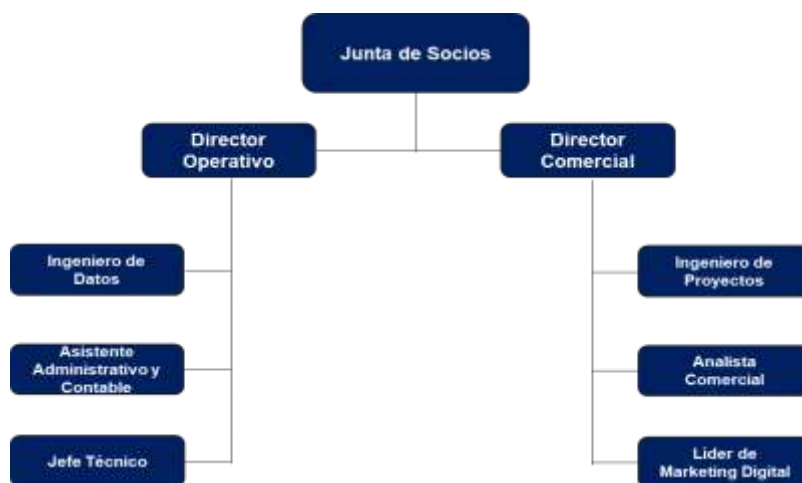 Junta de Socios
Director
Operativo
Director
Comercial
Ingeniero de
Datos
Ingeniero de
Proyectos
Asistente
Administrativo y
Contable
Analista
Comercial
Jefe Técnico
Líder de
Marketing Digital